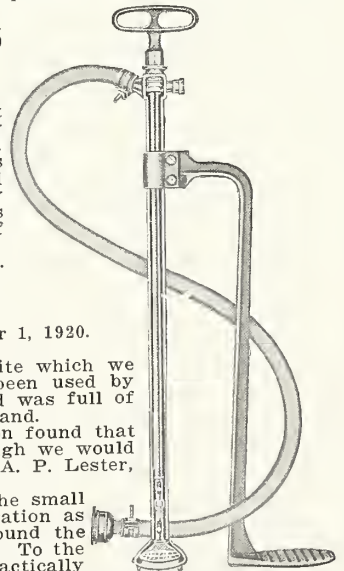 r 1, 1920.
ite which we
been used by
d was full of
and.
n found that
gh we would
A. P. Lester,
he small
ation as
ound the
To the
actically